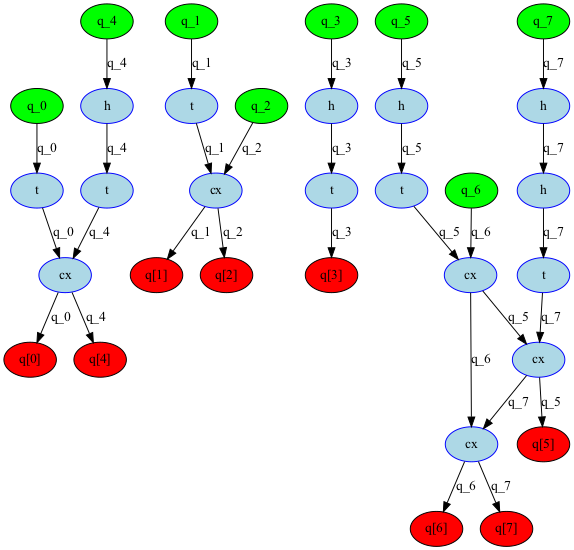 q_4 q_1 q_3 q_5 q_7
q_4 q_1 q_3 q_5 q_7
q_0 h t q_2 h h h
q_0 q_4 q_1 q_2 q_3 q_5 q_7
t t cx t t q_6 h
q_0 q_4 q_1 q_2 q_3 q_5 q_6 q_7
cx q[1] q[2] q[3] cx t
q_0 q_4 q_5 q_7
q[0] q[4] q_6 cx
q_7 q_5
cx q[5]
q_6 q_7
q[6] q[7]